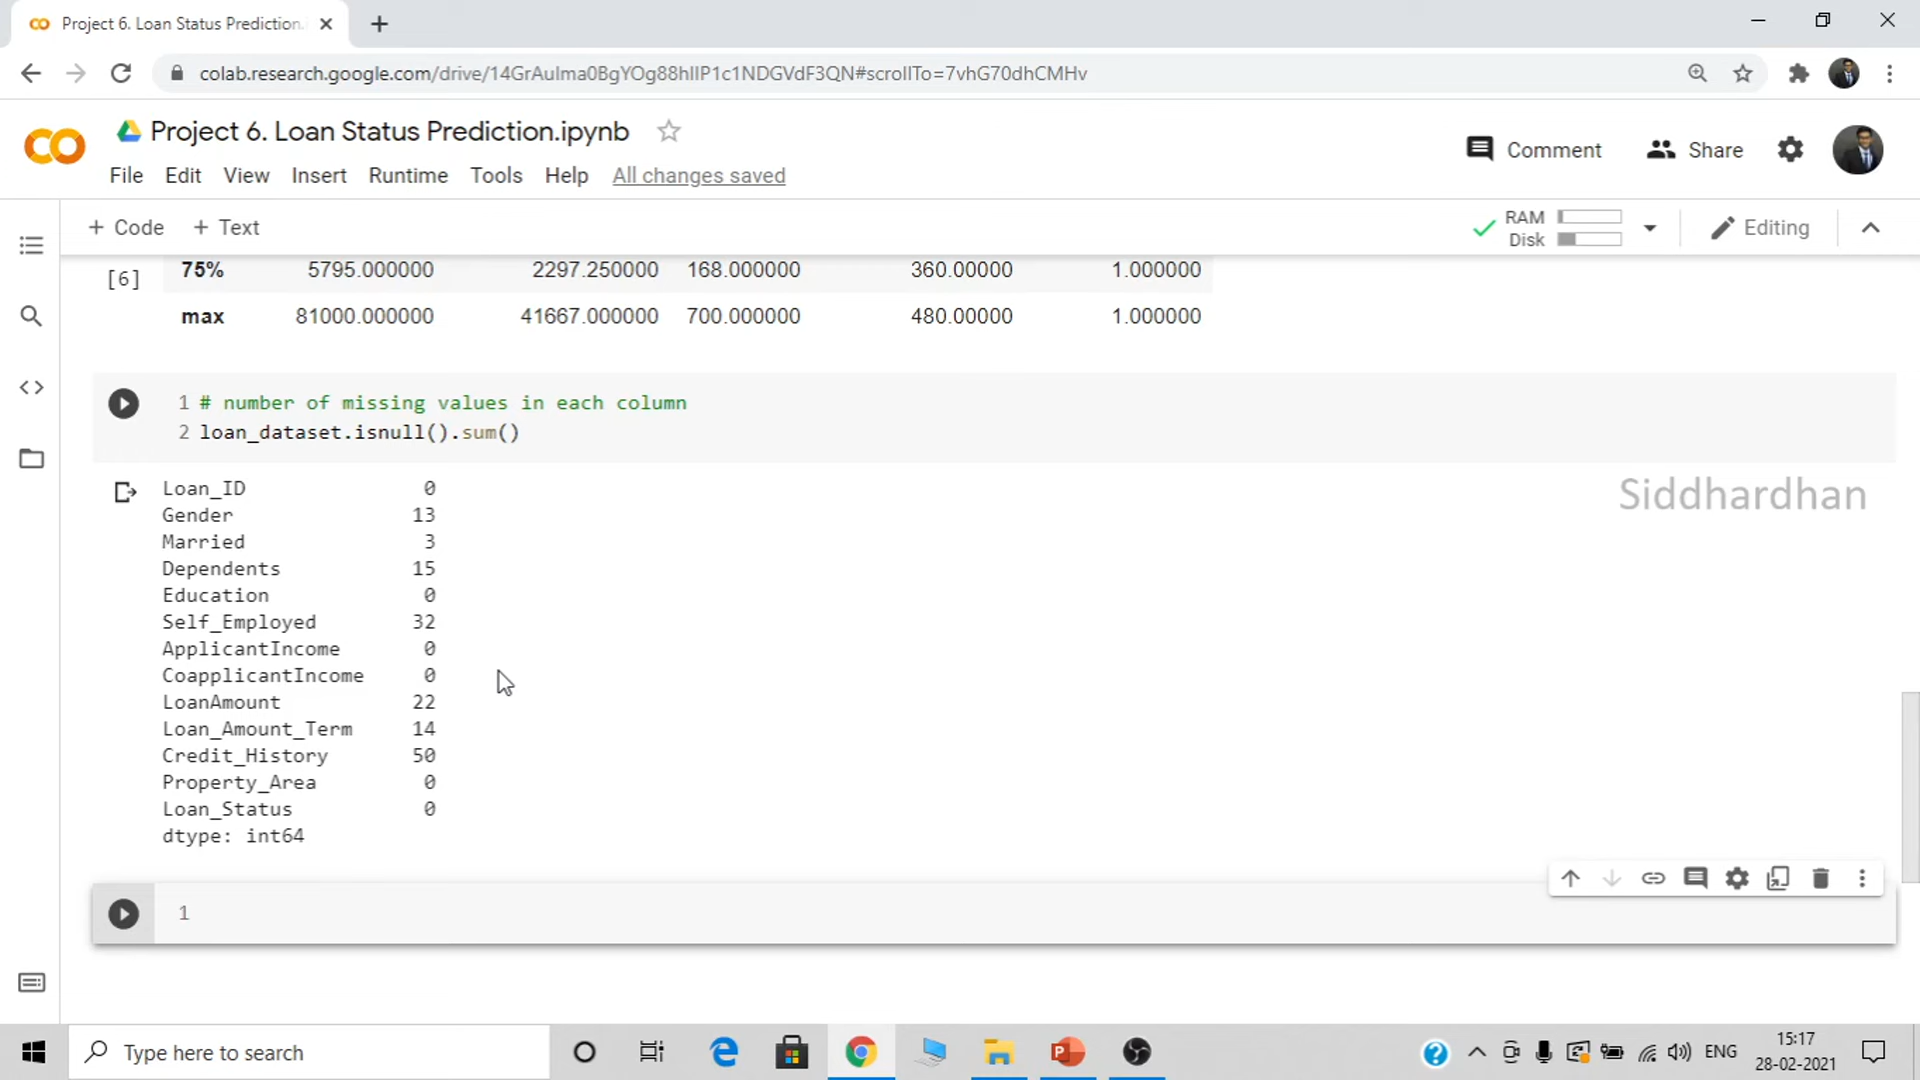 Project 6. Loan Status Prediction.
colab.research.google.com/drive/14GrAulma0BgYOg88hlIP1c1NDGVdF3QN#scrollTo=7vhG70dhCMHv
Project 6. Loan Status Prediction.ipynb
Comment
Share
File Edit View Insert Runtime Tools Help All changes saved
+ Code + Text
RAM
Disk
Editing
[6]
75% 5795.000000 2297.250000 168.000000 360.00000 1.000000
max 81000.000000 41667.000000 700.000000 480.00000 1.000000
1 # number of missing values in each column
2 loan_dataset.isnull().sum()
Loan_ID 0
Gender 13
Married 3
Dependents 15
Education 0
Self_Employed 32
ApplicantIncome 0
CoapplicantIncome 0
LoanAmount 22
Loan_Amount_Term 14
Credit_History 50
Property_Area 0
Loan_Status 0
dtype: int64
Siddhardhan
1
Type here to search
ENG
15:17
28-02-2021